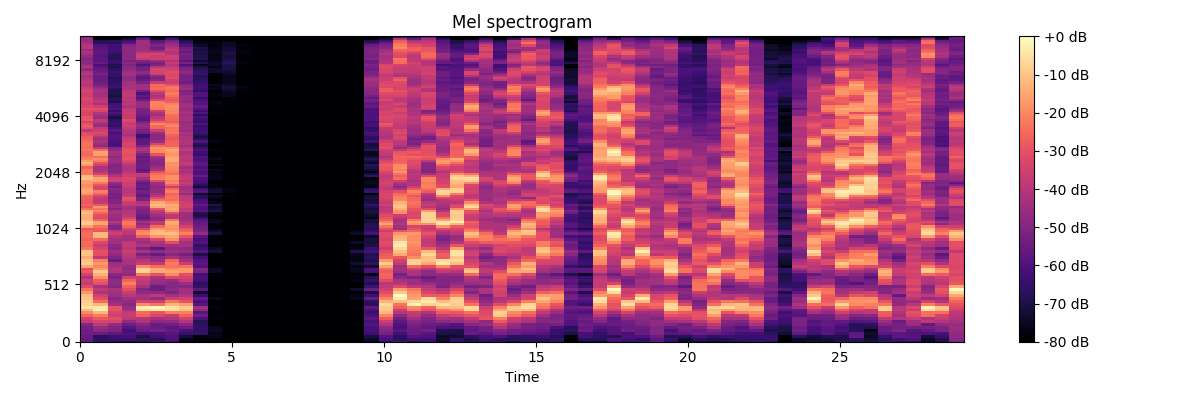 Mel spectrogram
+0 dB
8192
-10 dB
4096
-20 dB
-30 dB
Hz
2048
-40 dB
1024
-50 dB
512
-60 dB
-70 dB
0
-80 dB
0 5 10 15 20 25
Time